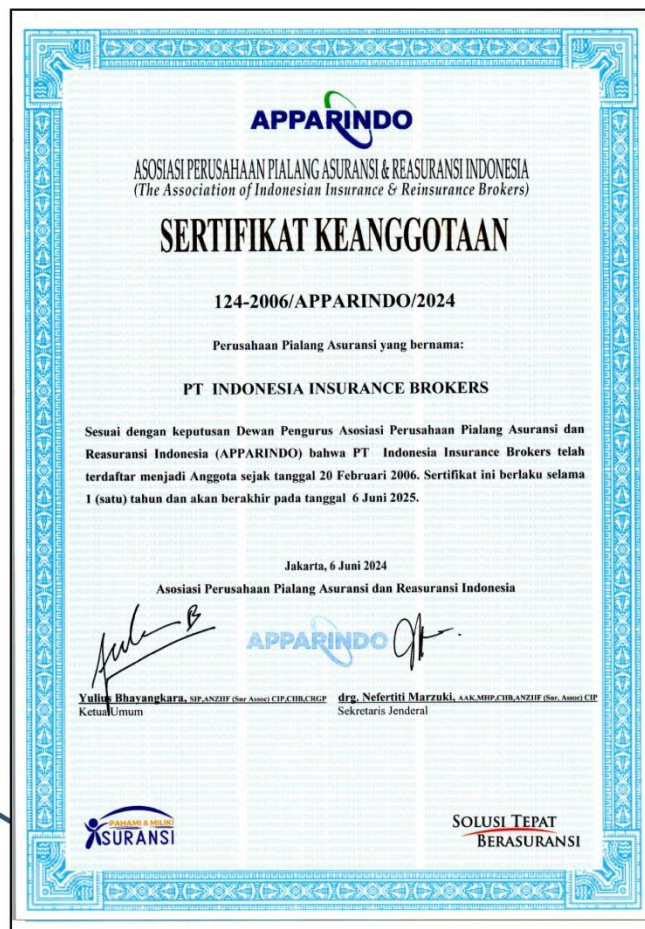 APPARINDO
ASOSIASI PERUSAHAAN PIALANG ASURANSI & REASURANSI INDONESIA
(The Association of Indonesian Insurance & Reinsurance Brokers)
SERTIFIKAT KEANGGOTAAN
124-2006/APPARINDO/2024
Perusahaan Pialang Asuransi yang bernama:
PT INDONESIA INSURANCE BROKERS
Sesuai dengan keputusan Dewan Pengurus Asosiasi Perusahaan Pialang Asuransi dan
Reasuransi Indonesia (APPARINDO) bahwa PT Indonesia Insurance Brokers telah
terdaftar menjadi Anggota sejak tanggal 20 Februari 2006. Sertifikat ini berlaku selama
1 (satu) tahun dan akan berakhir pada tanggal 6 Juni 2025.
Jakarta, 6 Juni 2024
Asosiasi Perusahaan Pialang Asuransi dan Reasuransi Indonesia
APPARINDO
Yulius Bhayangkara, SIP,ANZIIF (Snr Assoc) CIP,CIIB,CRGP
Ketua Umum
drg. Nefertiti Marzuki, AAK,MHP,CIIB,ANZIIF (Snr. Assoc) CIP
Sekretaris Jenderal
PAHAMI & MILIKI
ASURANSI
SOLUSI TEPAT
BERASURANSI